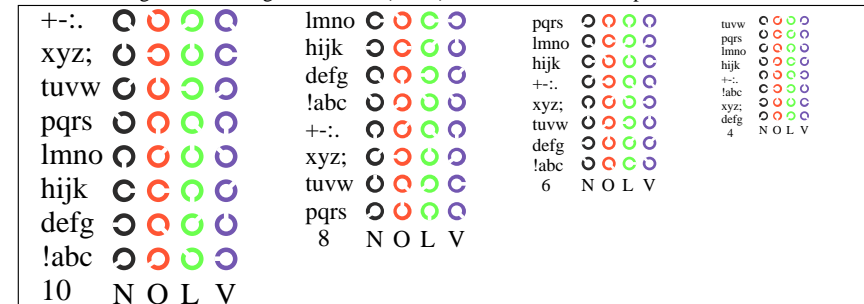 +-:.
xyz;
tuvw
pqrs
lmno
hijk
defg
!abc
10 N O L V
lmno
hijk
defg
!abc
+-:.
xyz;
tuvw
pqrs
8 N O L V
pqrs
lmno
hijk
+-:.
xyz;
tuvw
defg
!abc
6 N O L V
tuvw
pqrs
lmno
hijk
+-:.
!abc
xyz;
defg
4 N O L V